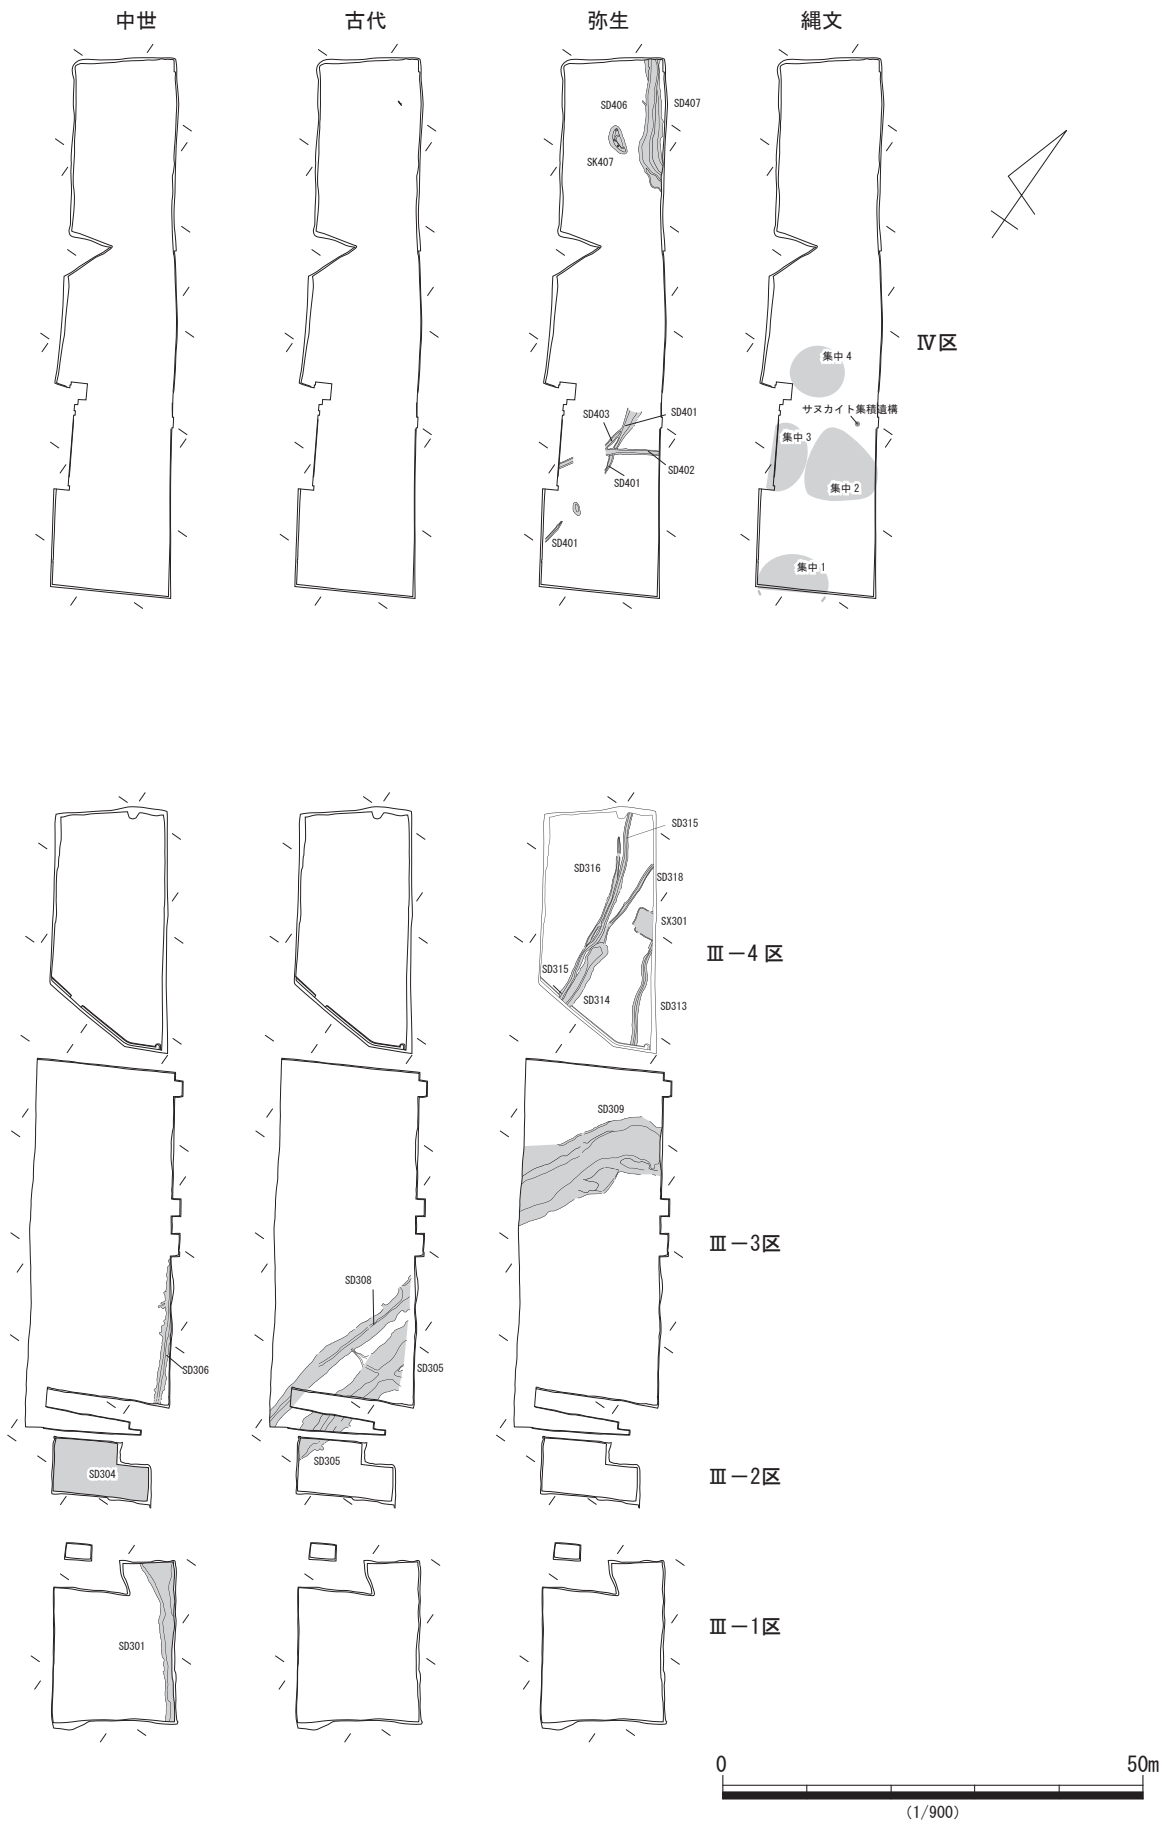 中世
古代
弥生
縄文
SD406
SD407
SK407
Ⅳ区
集中4
サヌカイト集積遺構
SD403
SD401
集中3
SD402
SD401
集中2
SD401
集中1
SD315
SD316
SD318
SX301
Ⅲ－4区
SD315
SD314
SD313
SD309
Ⅲ－3区
SD308
SD306
SD305
SD305
SD304
Ⅲ－2区
Ⅲ－1区
SD301
0
50m
(1/900)